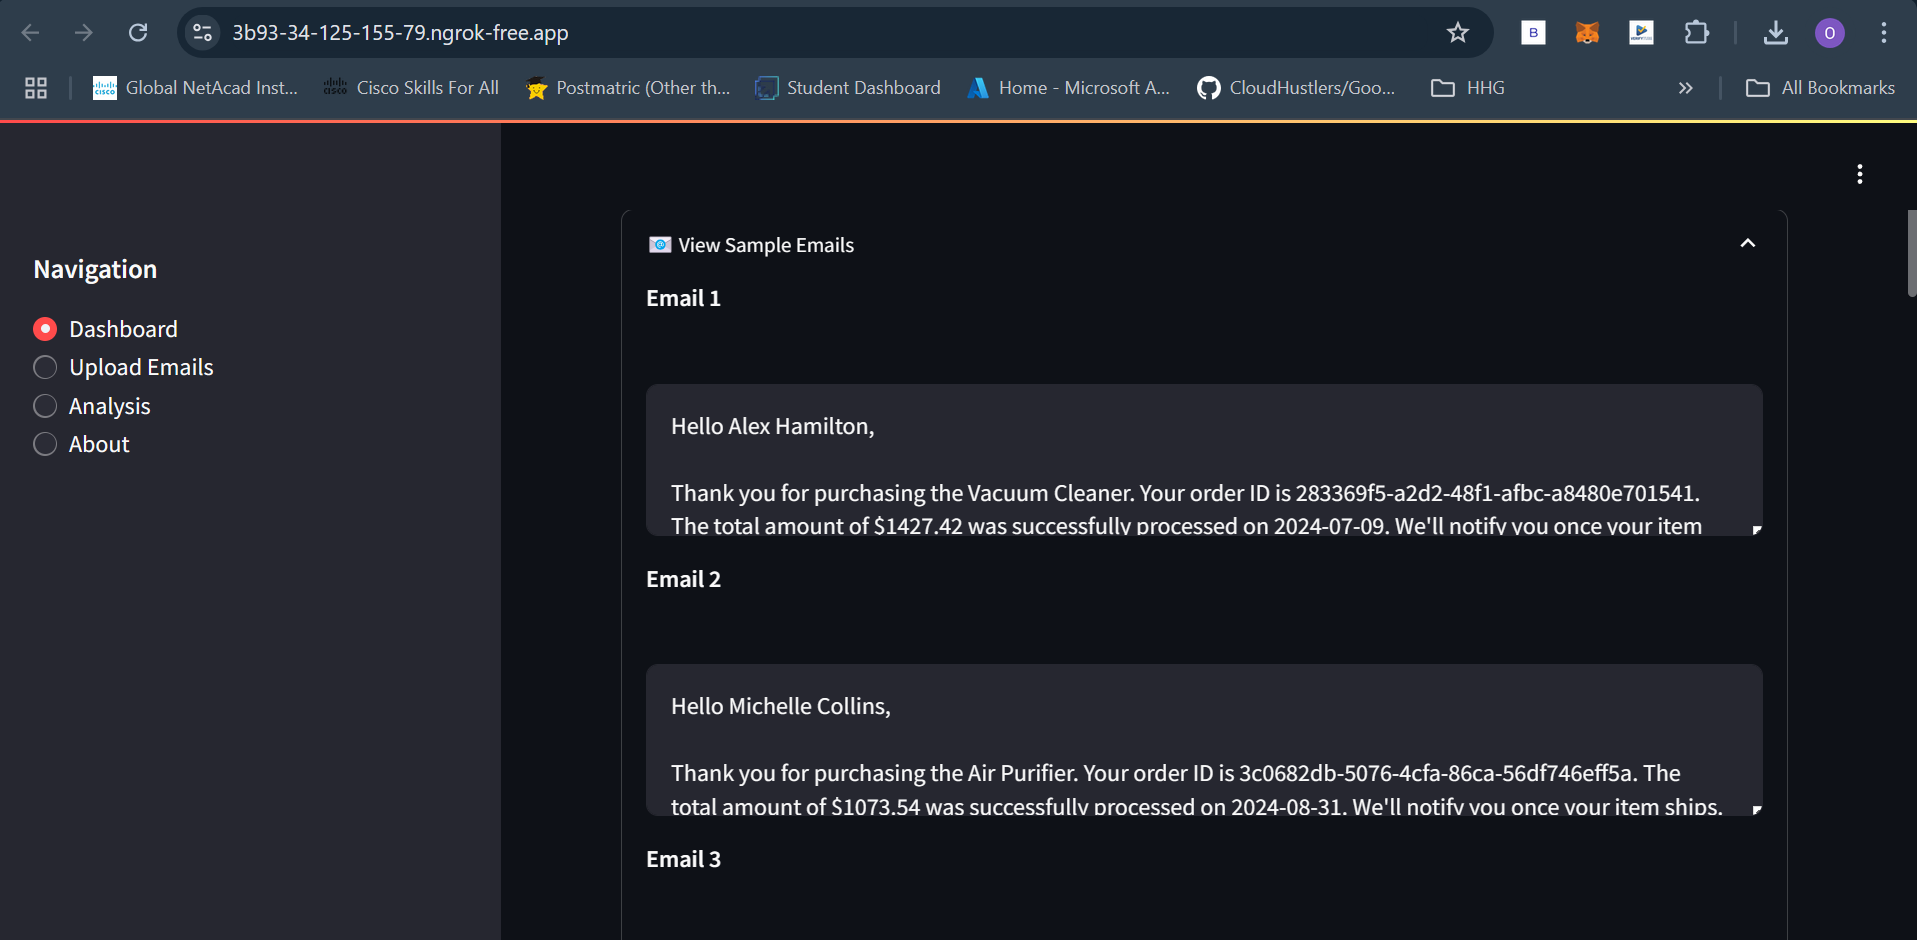 3b93-34-125-155-79.ngrok-free.app
B
O
Global NetAcad Inst...
Cisco Skills For All
Postmatric (Other th...
Student Dashboard
Home - Microsoft A...
CloudHustlers/Goo...
HHG
All Bookmarks
Navigation
Dashboard
Upload Emails
Analysis
About
View Sample Emails
Email 1
Hello Alex Hamilton,
Thank you for purchasing the Vacuum Cleaner. Your order ID is 283369f5-a2d2-48f1-afbc-a8480e701541.
The total amount of $1427.42 was successfully processed on 2024-07-09. We'll notify you once your item
Email 2
Hello Michelle Collins,
Thank you for purchasing the Air Purifier. Your order ID is 3c0682db-5076-4cfa-86ca-56df746eff5a. The
total amount of $1073.54 was successfully processed on 2024-08-31. We'll notify you once your item ships.
Email 3